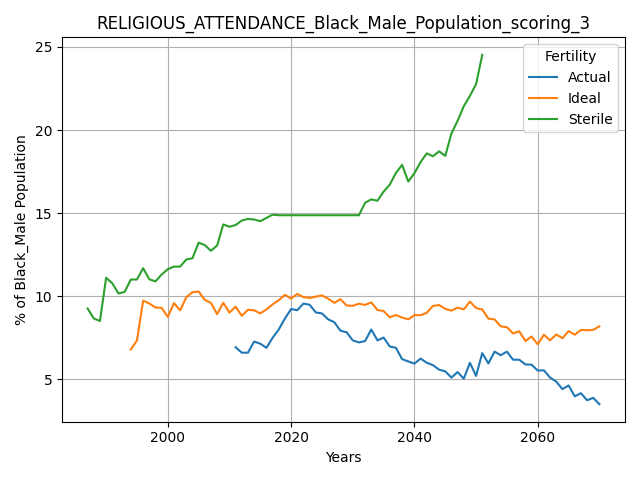 RELIGIOUS_ATTENDANCE_Black_Male_Population_scoring_3
Fertility
Actual
Ideal
Sterile
% of Black_Male Population
25
20
15
10
5
2000 2020 2040 2060
Years